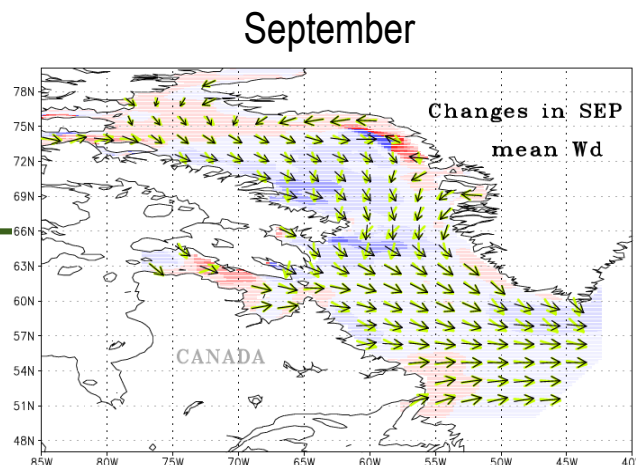 September
Changes in SEP
mean Wd
78N
75N
72N
69N
66N
63N
60N
57N
54N
51N
48N
CANADA
85W 80W 75W 70W 65W 60W 55W 50W 45W 40W